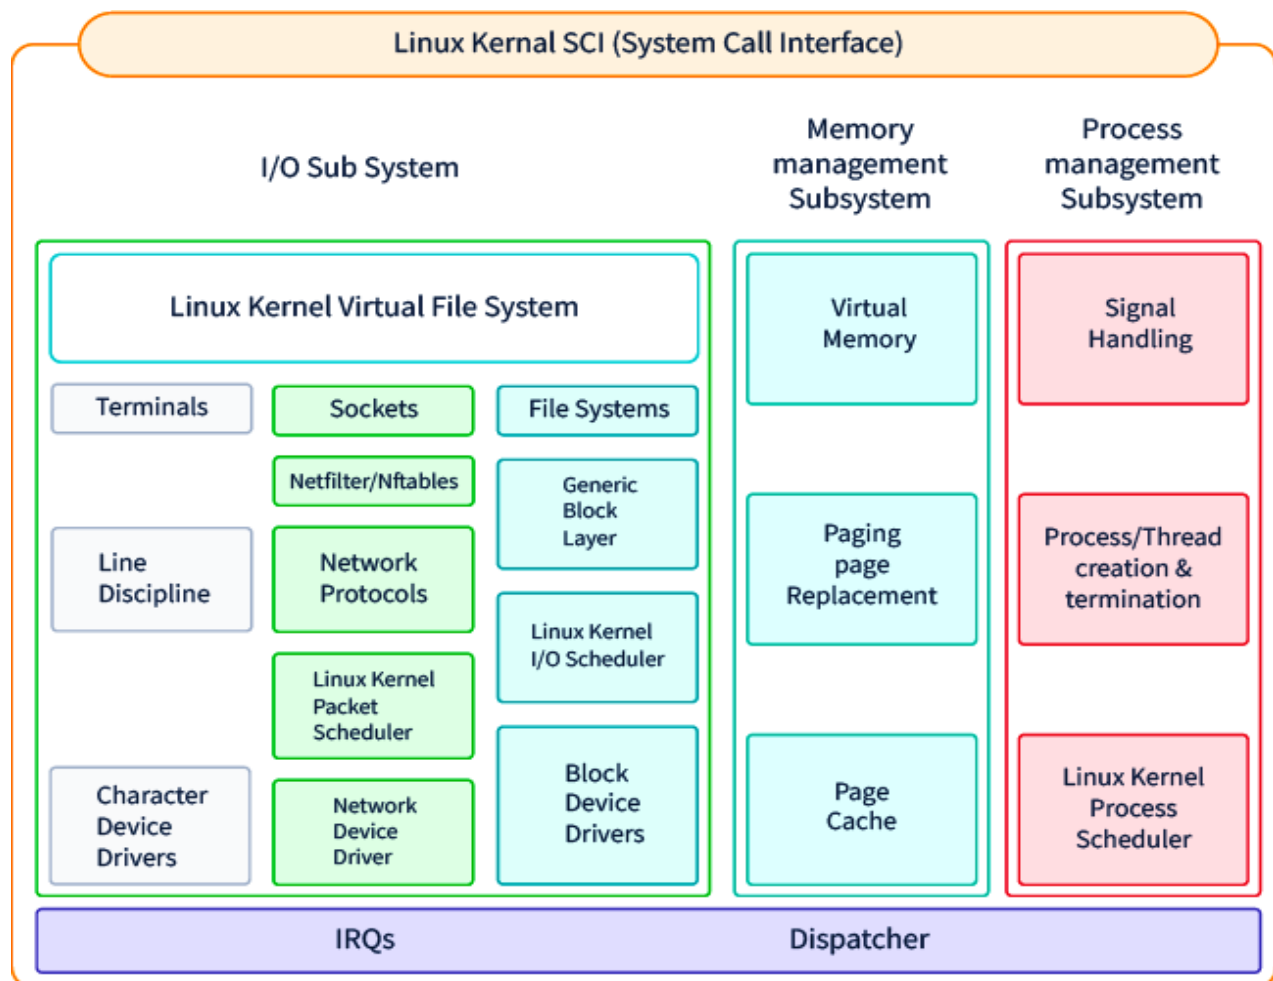 Linux Kernal SCI (System Call Interface)
I/O Sub System
Memory
management
Subsystem
Process
management
Subsystem
Linux Kernel Virtual File System
Terminals
Line
Discipline
Character
Device
Drivers
Sockets
Netfilter/Nftables
Network
Protocols
Linux Kernel
Packet
Scheduler
Network
Device
Driver
File Systems
Generic
Block
Layer
Linux Kernel
I/O Scheduler
Block
Device
Drivers
Virtual
Memory
Paging
page
Replacement
Page
Cache
Signal
Handling
Process/Thread
creation &
termination
Linux Kernel
Process
Scheduler
IRQs
Dispatcher